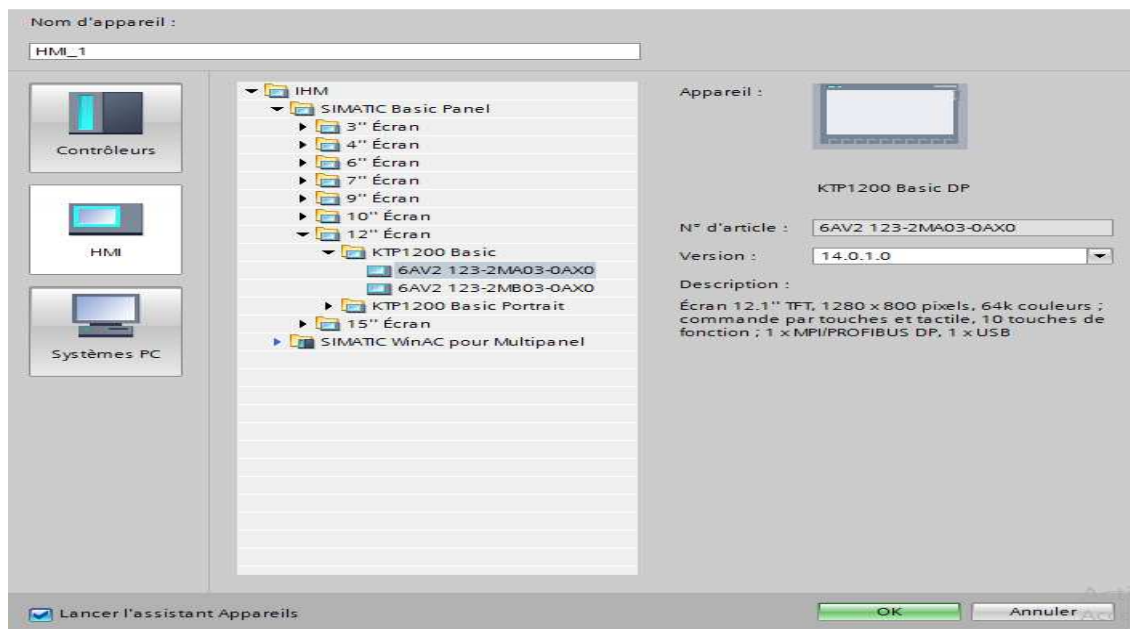 Nom d'appareil :
HMI_1
Contrôleurs
HMI
Systèmes PC
IHM
SIMATIC Basic Panel
3'' Écran
4'' Écran
6'' Écran
7'' Écran
9'' Écran
10'' Écran
12'' Écran
KTP1200 Basic
6AV2 123-2MA03-0AX0
6AV2 123-2MB03-0AX0
KTP1200 Basic Portrait
15'' Écran
SIMATIC WinAC pour Multipanel
Appareil :
KTP1200 Basic DP
N° d'article : 6AV2 123-2MA03-0AX0
Version : 14.0.1.0
Description :
Écran 12.1'' TFT, 1280 x 800 pixels, 64k couleurs ;
commande par touches et tactile, 10 touches de
fonction ; 1 x MPI/PROFIBUS DP, 1 x USB
Lancer l'assistant Appareils
OK
Annuler